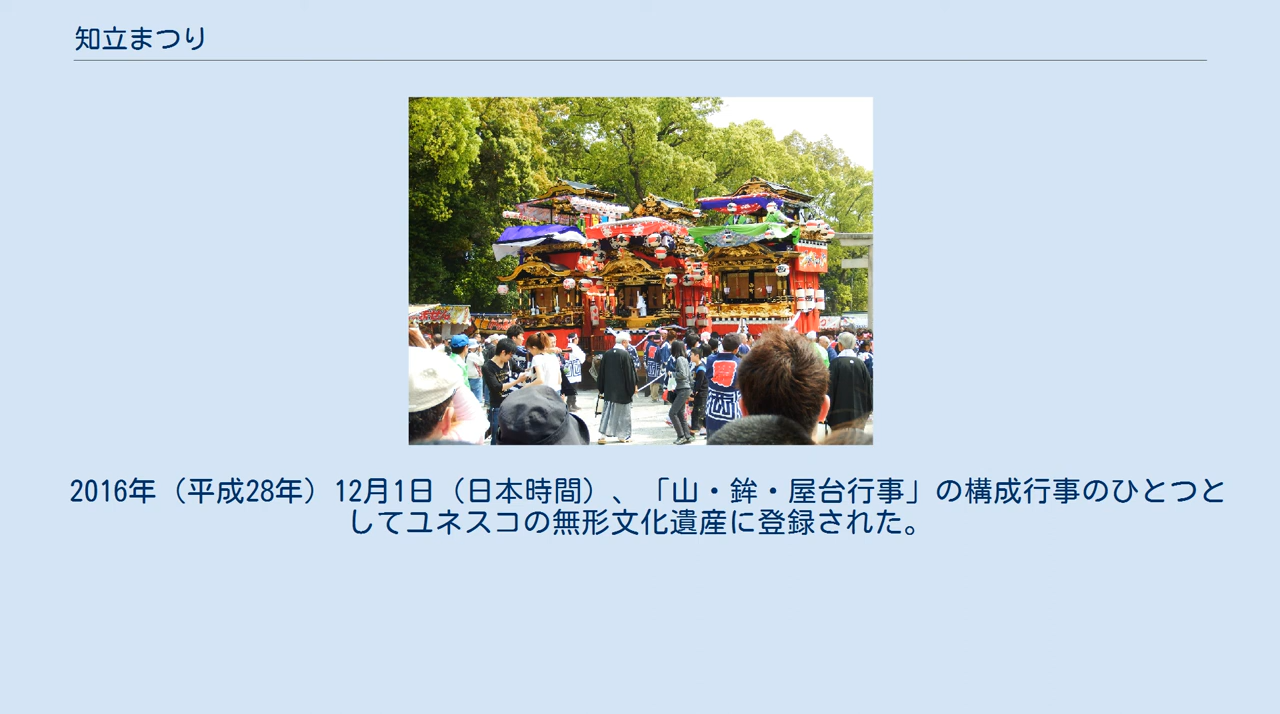 知立まつり
2016年（平成28年）12月1日（日本時間）、「山・鉾・屋台行事」の構成行事のひとつと
してユネスコの無形文化遺産に登録された。